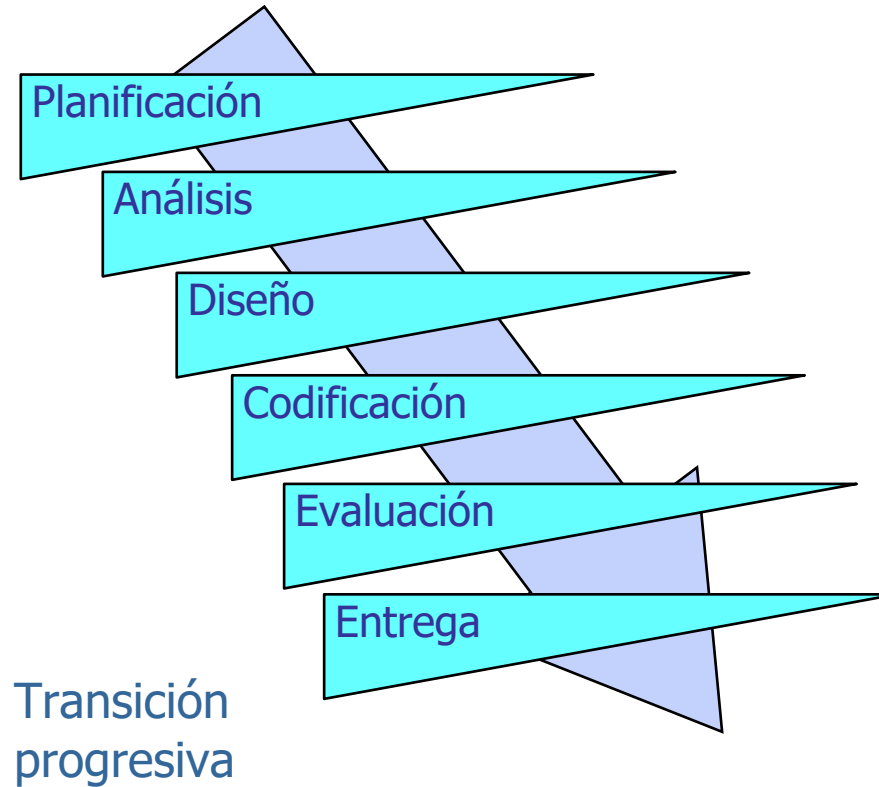 Planificación
Análisis
Diseño
Codificación
Evaluación
Entrega
Transición
progresiva